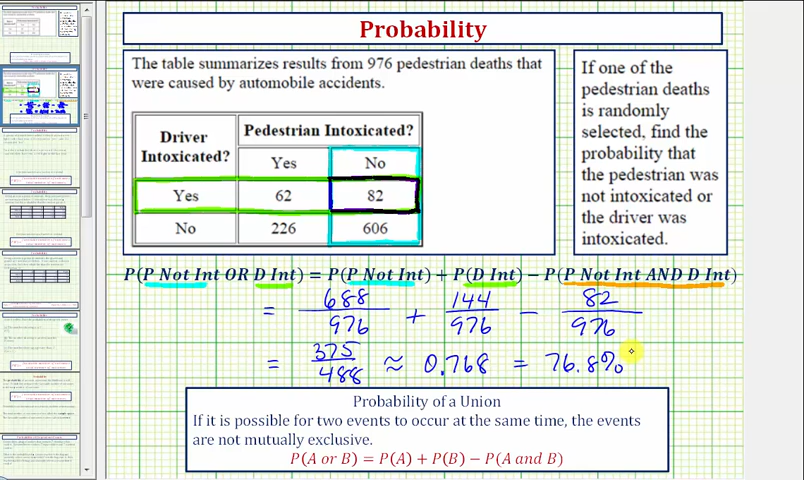 Probability
The table summarizes results from 976 pedestrian deaths that
were caused by automobile accidents.
Driver
Intoxicated?
Pedestrian Intoxicated?
Yes No
Yes 62 82
No 226 606
If one of the
pedestrian deaths
is randomly
selected, find the
probability that
the pedestrian was
not intoxicated or
the driver was
intoxicated.
P(P Not Int OR D Int) = P(P Not Int) + P(D Int) − P(P Not Int AND D Int)
= 688/976 + 144/976 − 82/976
= 375/488 ≈ 0.768 = 76.8%
Probability of a Union
If it is possible for two events to occur at the same time, the events
are not mutually exclusive.
P(A or B) = P(A) + P(B) − P(A and B)